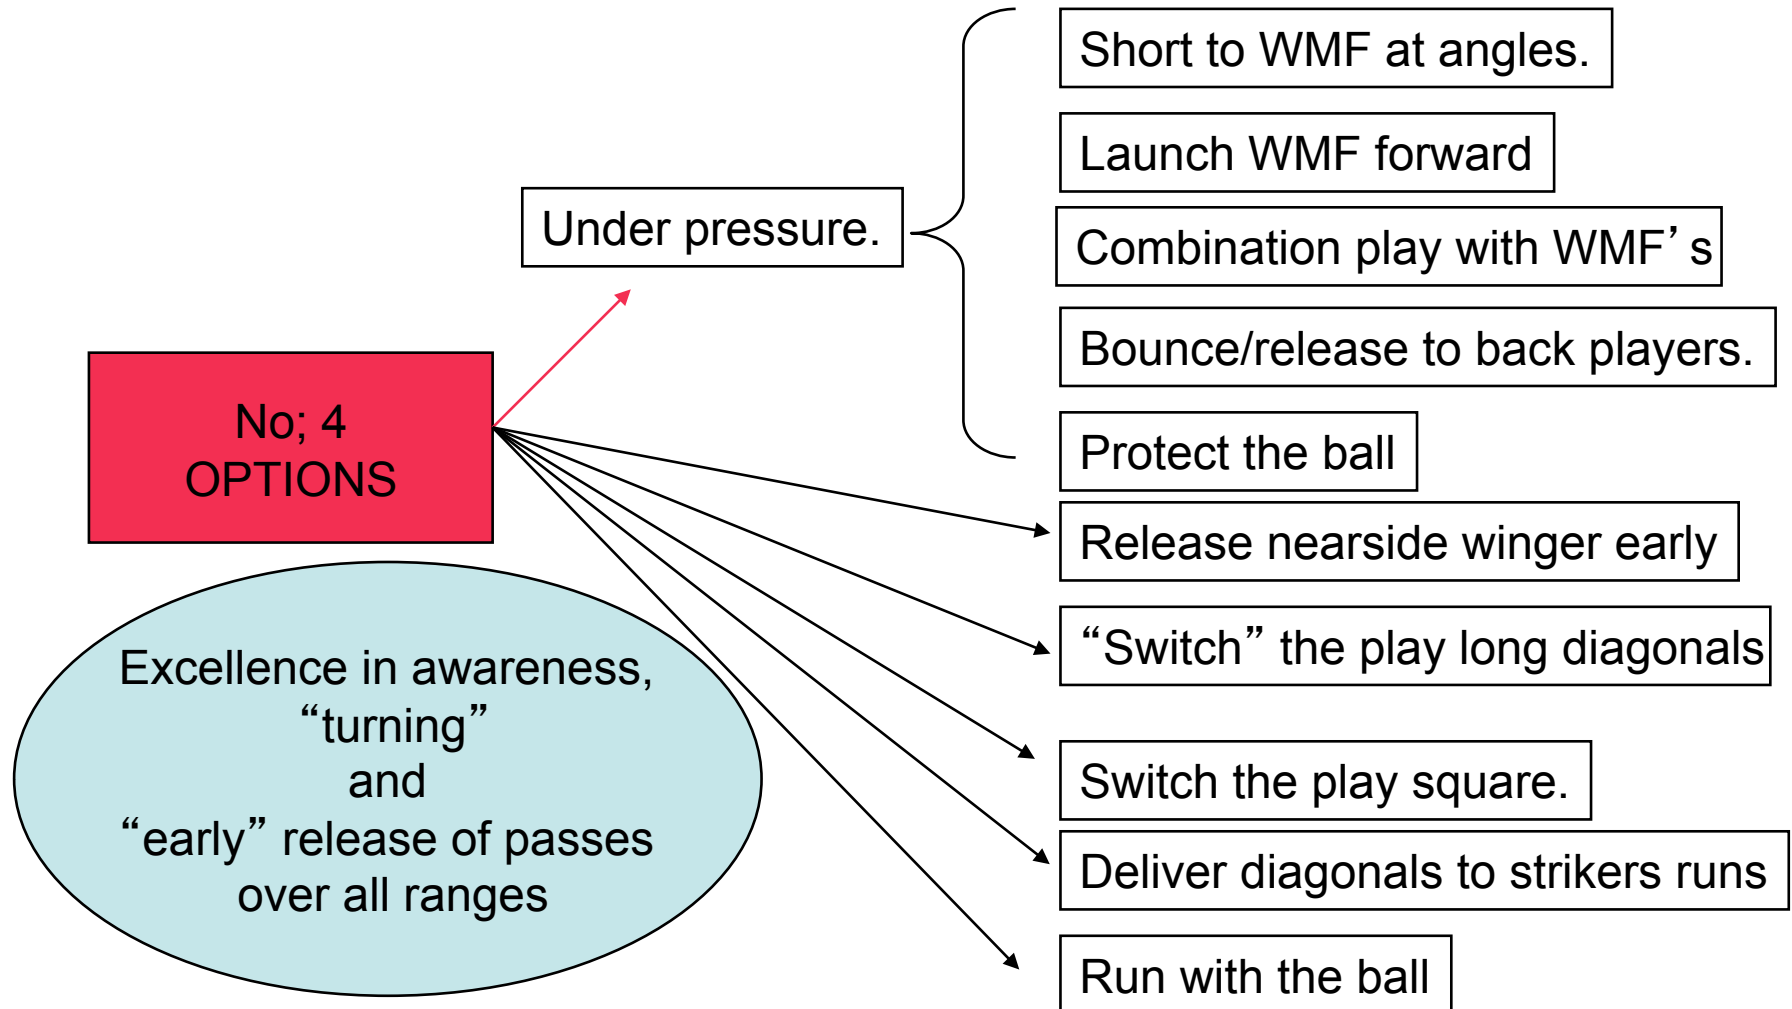 No; 4
OPTIONS
Under pressure.
Short to WMF at angles.
Launch WMF forward
Combination play with WMF’s
Bounce/release to back players.
Protect the ball
Release nearside winger early
“Switch” the play long diagonals
Switch the play square.
Deliver diagonals to strikers runs
Run with the ball
Excellence in awareness,
“turning”
and
“early” release of passes
over all ranges